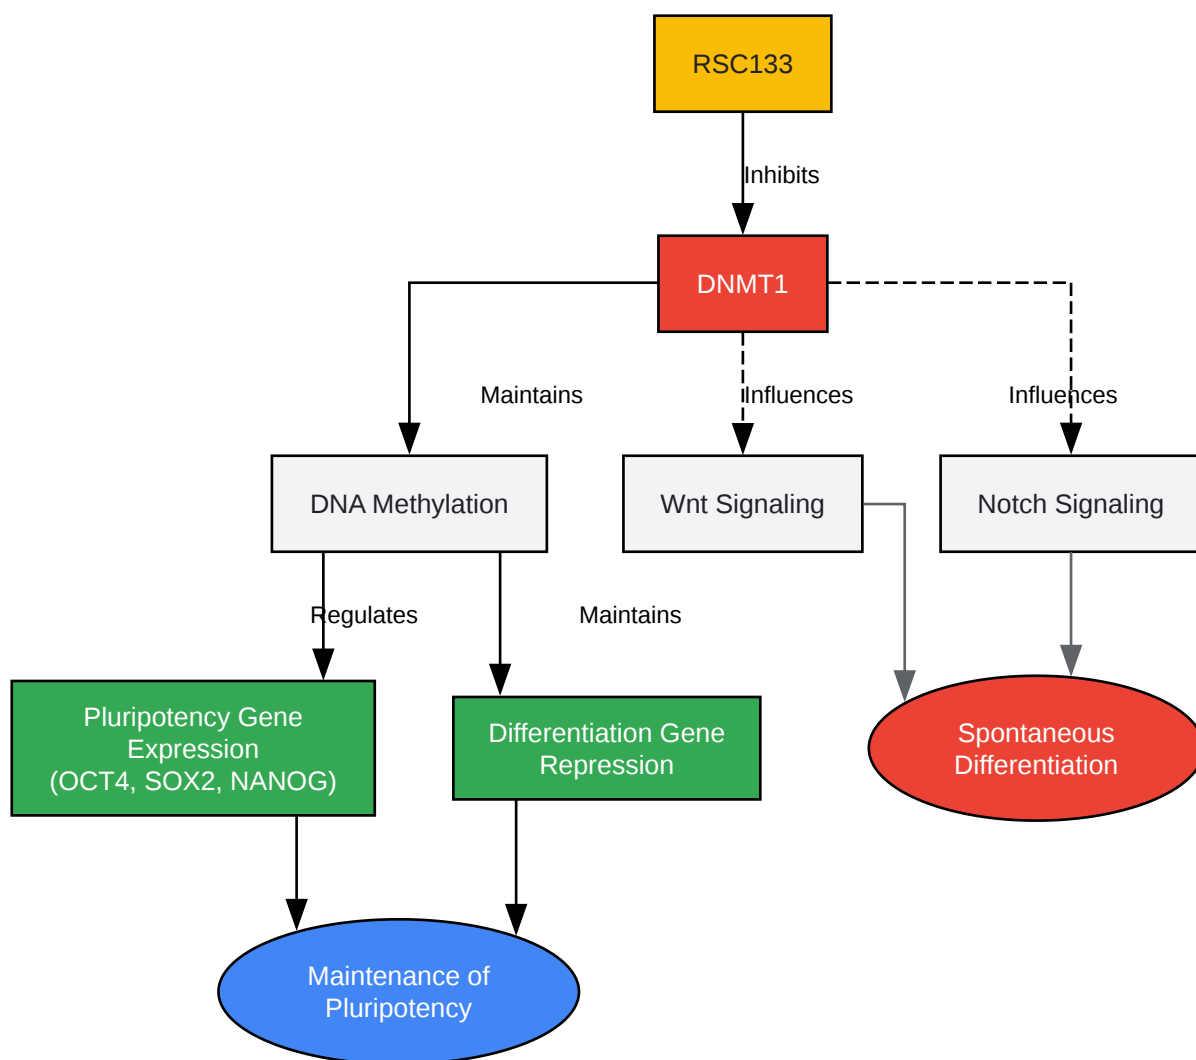 RSC133
Inhibits
DNMT1
Maintains
Influences
Influences
DNA Methylation
Wnt Signaling
Notch Signaling
Regulates
Maintains
Pluripotency Gene
Expression
(OCT4, SOX2, NANOG)
Differentiation Gene
Repression
Spontaneous
Differentiation
Maintenance of
Pluripotency